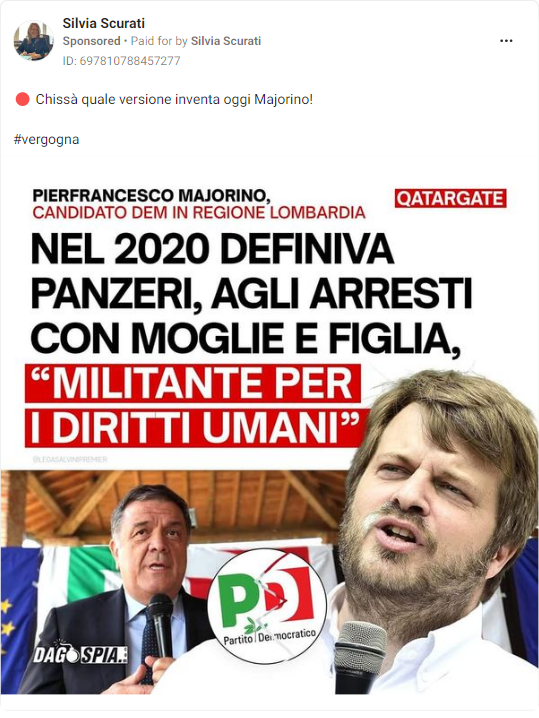 Silvia Scurati
Sponsored • Paid for by Silvia Scurati
ID: 697810788457277
🔴 Chissà quale versione inventa oggi Majorino!
#vergogna
PIERFRANCESCO MAJORINO,
CANDIDATO DEM IN REGIONE LOMBARDIA
QATARGATE
NEL 2020 DEFINIVA
PANZERI, AGLI ARRESTI
CON MOGLIE E FIGLIA,
“MILITANTE PER
I DIRITTI UMANI”
@LEGASALVINIPREMIER
PD
Partito Democratico
DAGOSPIA